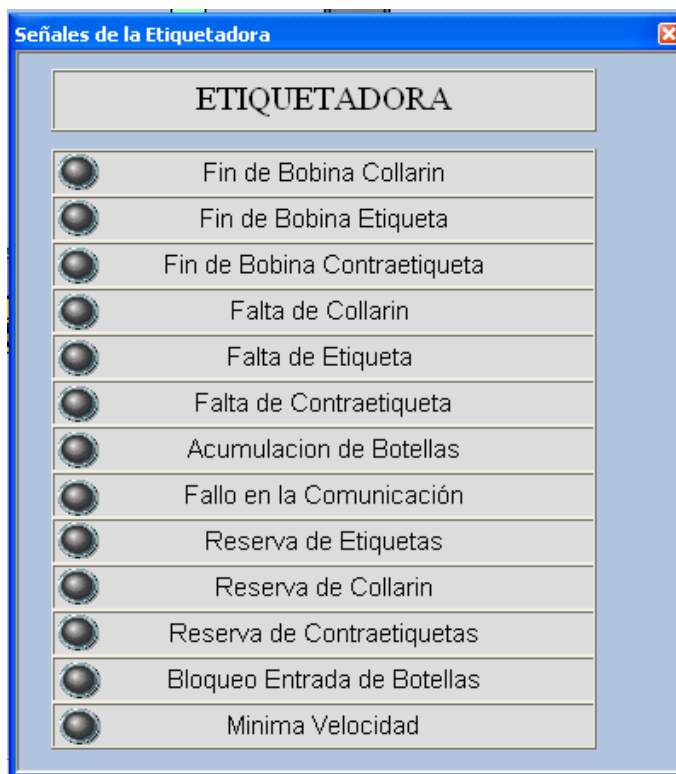 Señales de la Etiquetadora
ETIQUETADORA
Fin de Bobina Collarin
Fin de Bobina Etiqueta
Fin de Bobina Contraetiqueta
Falta de Collarin
Falta de Etiqueta
Falta de Contraetiqueta
Acumulacion de Botellas
Fallo en la Comunicación
Reserva de Etiquetas
Reserva de Collarin
Reserva de Contraetiquetas
Bloqueo Entrada de Botellas
Minima Velocidad